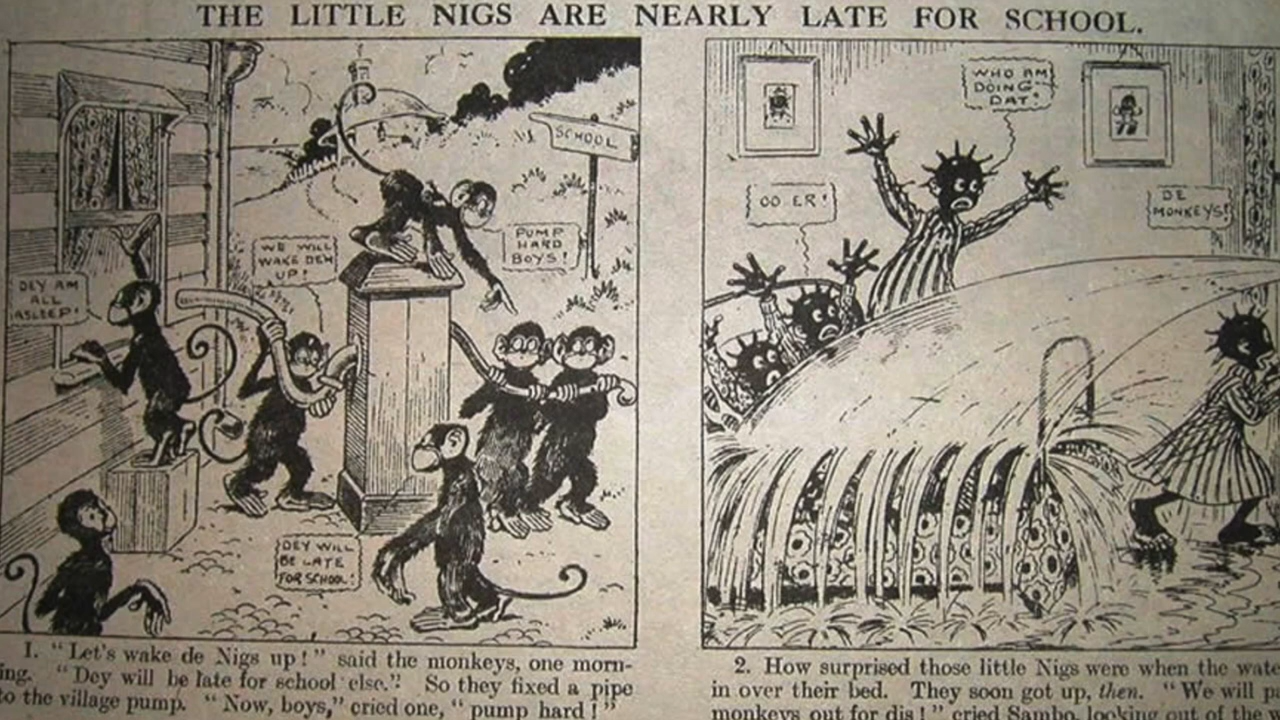 THE LITTLE NIGS ARE NEARLY LATE FOR SCHOOL.
DEY AM
ALL
ASLEEP!
WE WILL
WAKE DEM
UP!
PUMP
HARD
BOYS!
SCHOOL
DEY WILL
BE LATE
FOR SCHOOL!
1. "Let's wake de Nigs up!" said the monkeys, one morn-
ing. "Dey will be late for school else." So they fixed a pipe
to the village pump. "Now, boys," cried one, "pump hard!"
WHO AM
DOING
DAT!
OO ER!
DE
MONKEYS!
2. How surprised those little Nigs were when the wate
in over their bed. They soon got up, then. "We will p
monkeys out for dis!" cried Sambo, looking out of the w